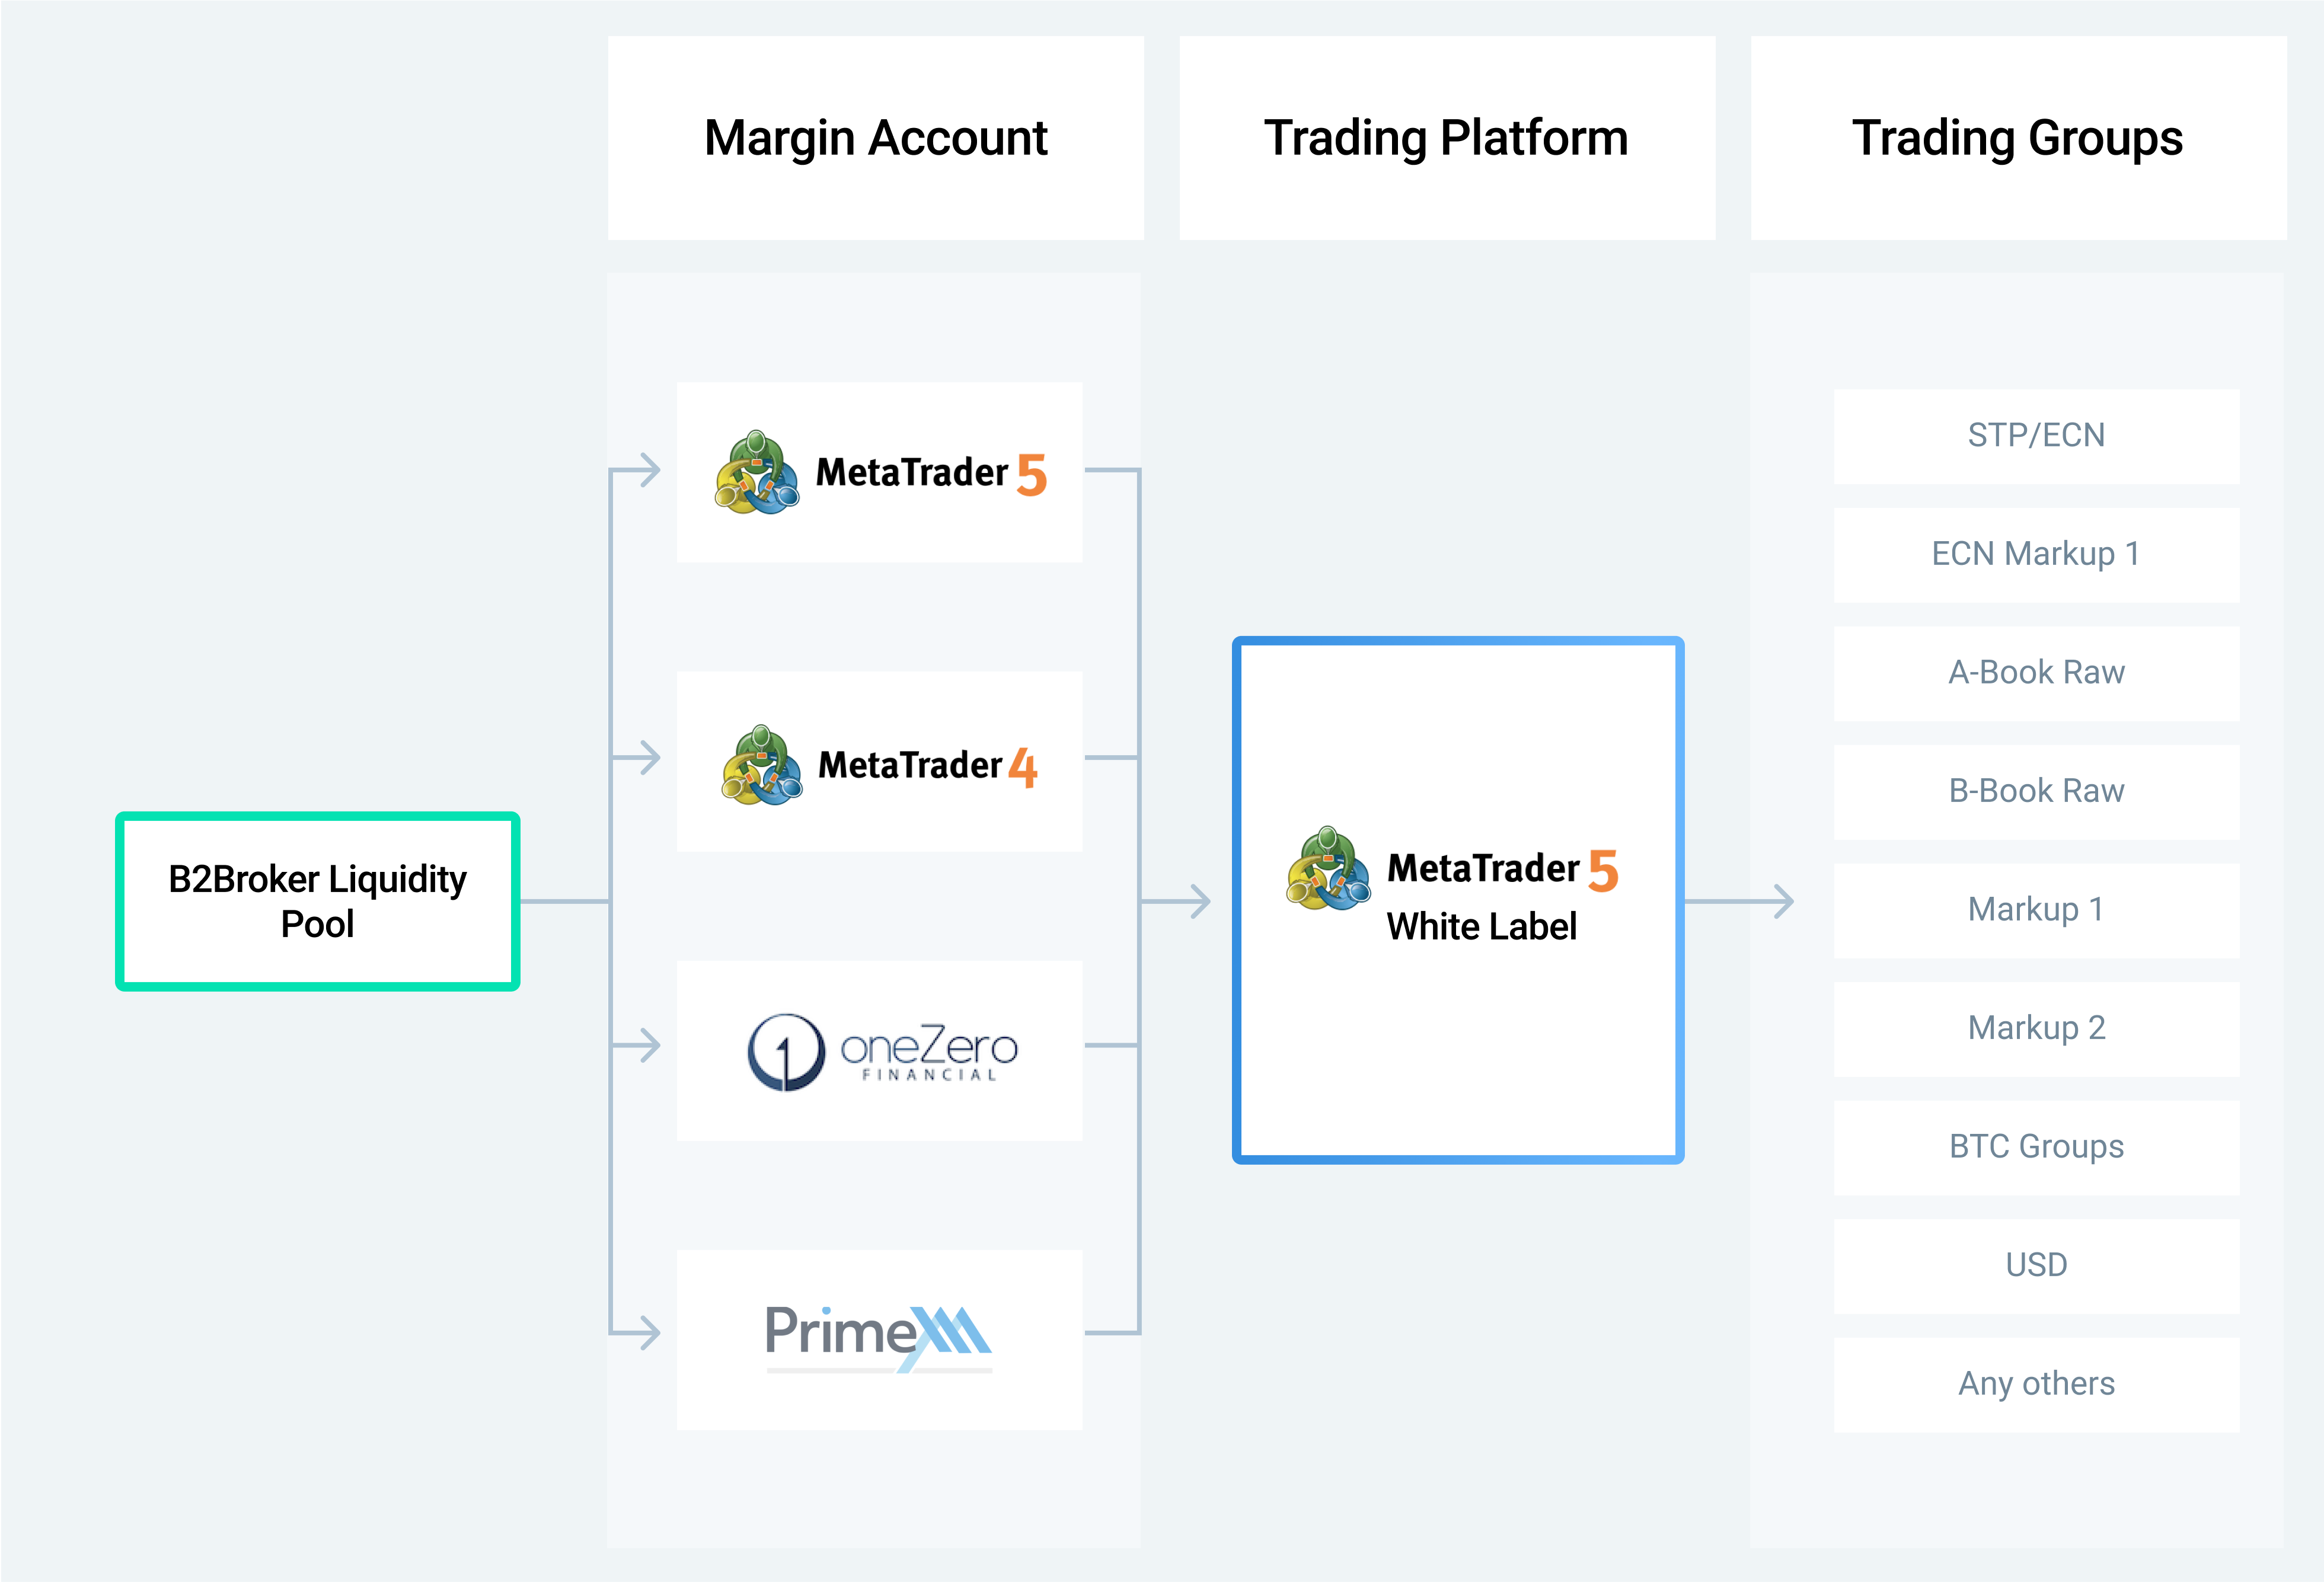 Margin Account
Trading Platform
Trading Groups
B2Broker Liquidity
Pool
MetaTrader 5
MetaTrader 4
oneZero
FINANCIAL
PrimeXM
MetaTrader 5
White Label
STP/ECN
ECN Markup 1
A-Book Raw
B-Book Raw
Markup 1
Markup 2
BTC Groups
USD
Any others